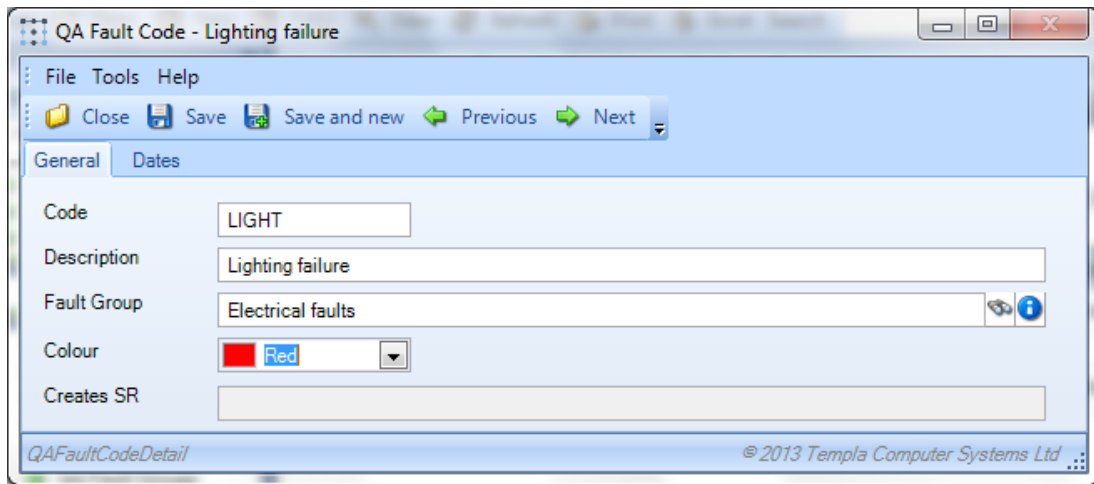 QA Fault Code - Lighting failure
File Tools Help
Close Save Save and new Previous Next
General Dates
Code LIGHT
Description Lighting failure
Fault Group Electrical faults
Colour Red
Creates SR
QAFaultCodeDetail © 2013 Templa Computer Systems Ltd